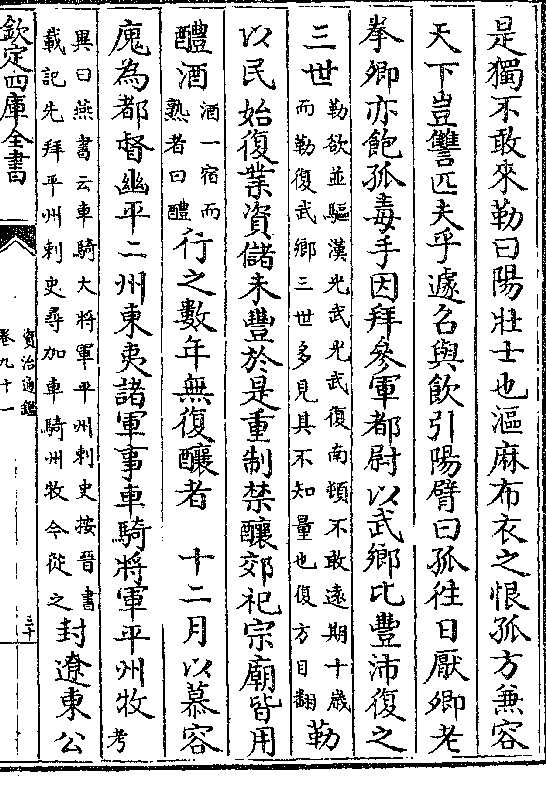 是獨不敢來勒曰陽壯士也漚麻布衣之恨孤方兼容
天下豈讐匹夫乎遽召與飲引陽臂曰孤徃日厭卿老
拳卿亦飽孤毒手因拜參軍都尉以武鄉比豐沛復之
三世勒欲並驅漢光武光武復南頓不敢遠期十歲
而勒復武鄉三世多見其不知量也復方目翻勒
以民始復業資儲未豐於是重制禁釀郊祀宗廟皆用
醴酒酒一宿而
熟者曰醴行之數年無復釀者 十二月以慕容
廆為都督幽平二州東夷諸軍事車騎將軍平州牧考
異曰燕書云車騎大將軍平州刺史按晉書
載記先拜平州刺史尋加車騎州牧今從之封遼東公
欽定四庫全書
資治通鑑
卷九十一
三十